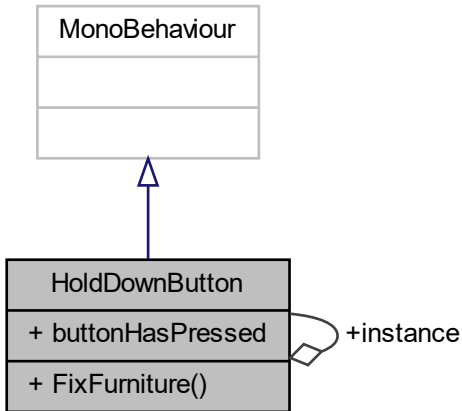 MonoBehaviour
HoldDownButton
+ buttonHasPressed
+instance
+ FixFurniture()